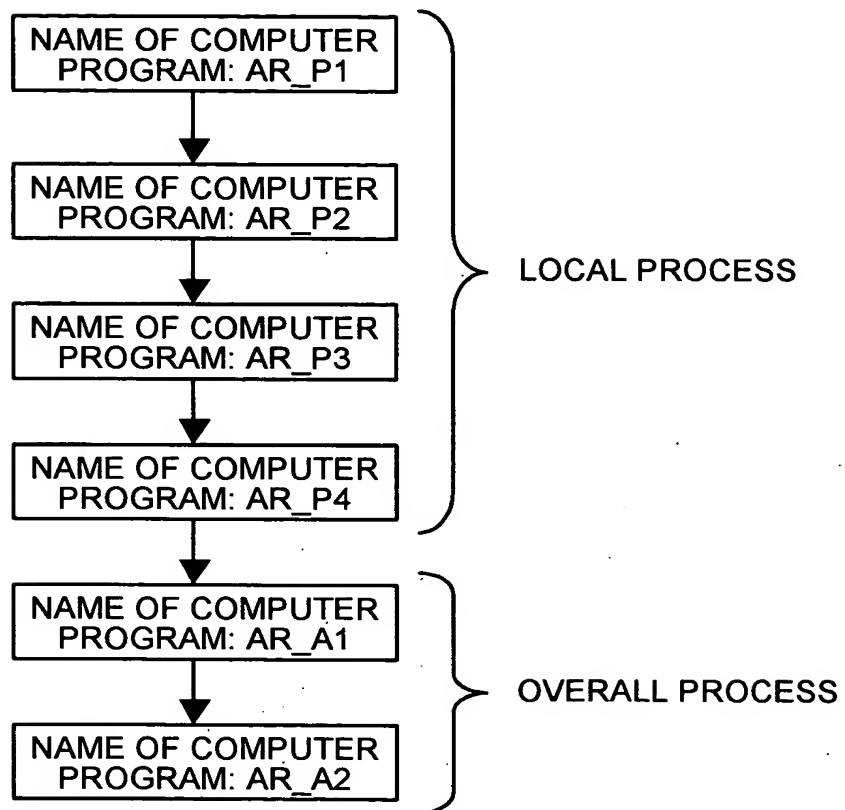 NAME OF COMPUTER
PROGRAM: AR_P1
NAME OF COMPUTER
PROGRAM: AR_P2
LOCAL PROCESS
NAME OF COMPUTER
PROGRAM: AR_P3
NAME OF COMPUTER
PROGRAM: AR_P4
NAME OF COMPUTER
PROGRAM: AR_A1
OVERALL PROCESS
NAME OF COMPUTER
PROGRAM: AR_A2